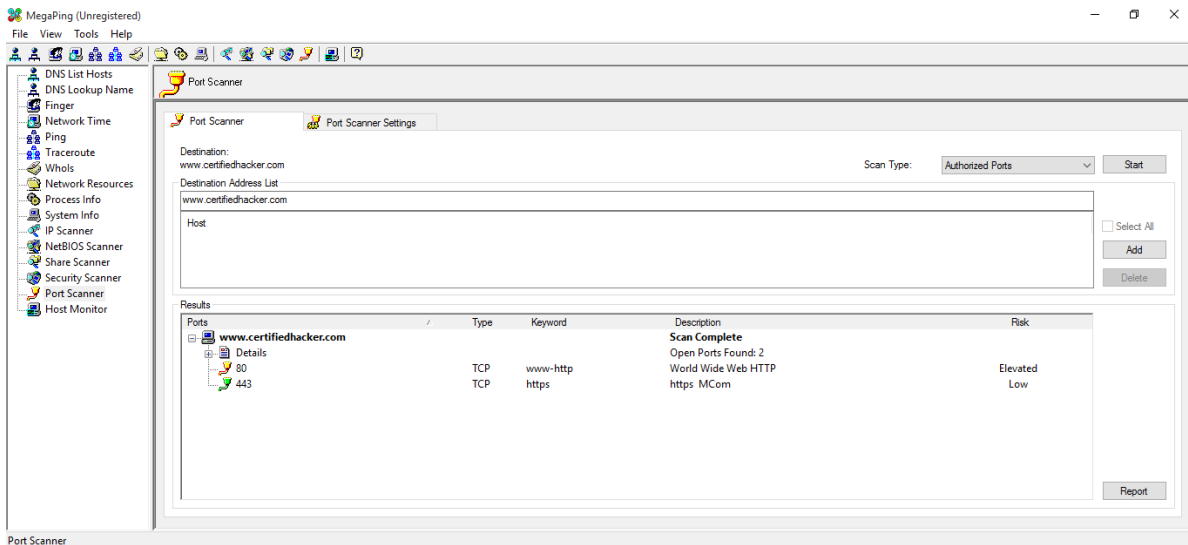 MegaPing (Unregistered)
File View Tools Help
DNS List Hosts
DNS Lookup Name
Finger
Network Time
Ping
Traceroute
WhoIs
Network Resources
Process Info
System Info
IP Scanner
NetBIOS Scanner
Share Scanner
Security Scanner
Port Scanner
Host Monitor
Port Scanner
Port Scanner Port Scanner Settings
Destination:
www.certifiedhacker.com
Scan Type: Authorized Ports Start
Destination Address List
www.certifiedhacker.com
Host
Select All
Add
Delete
Results
Ports Type Keyword Description Risk
www.certifiedhacker.com Scan Complete
Details Open Ports Found: 2
80 TCP www-http World Wide Web HTTP Elevated
443 TCP https https MCom Low
Report
Port Scanner